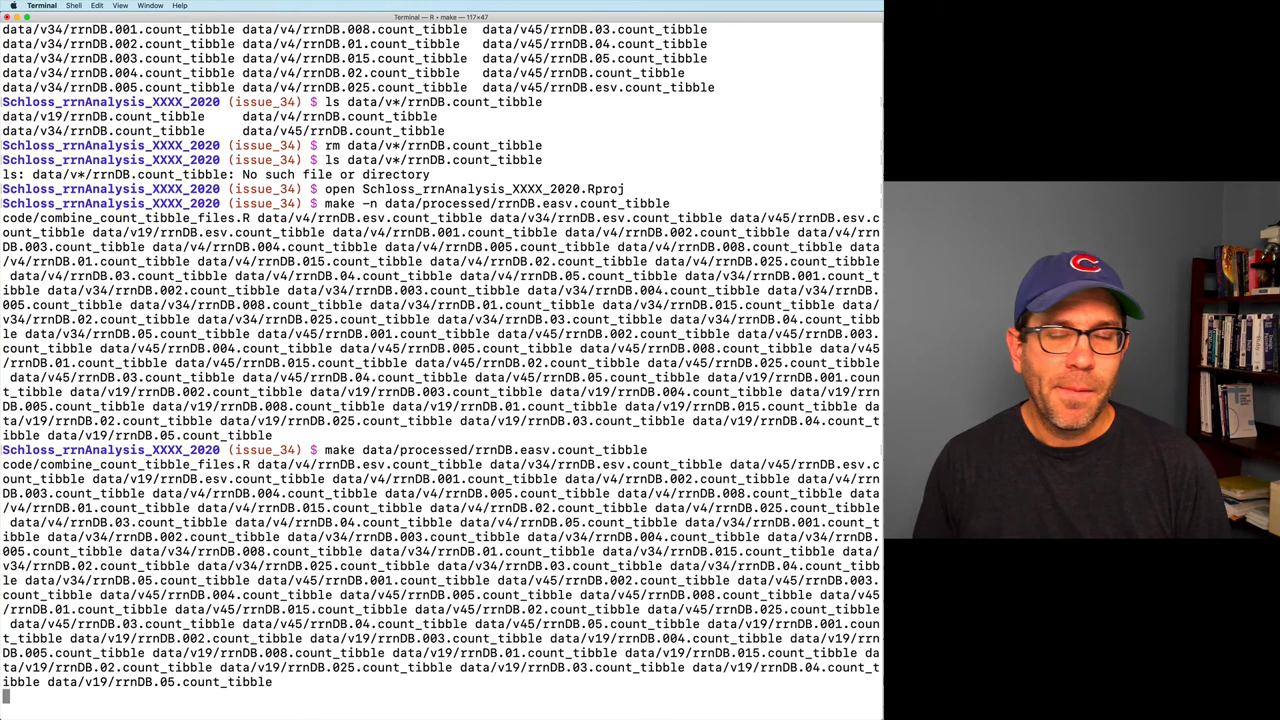 Terminal Shell Edit View Window Help
Terminal — R • make — 117×47
data/v34/rrnDB.001.count_tibble data/v4/rrnDB.008.count_tibble data/v45/rrnDB.03.count_tibble
data/v34/rrnDB.002.count_tibble data/v4/rrnDB.01.count_tibble data/v45/rrnDB.04.count_tibble
data/v34/rrnDB.003.count_tibble data/v4/rrnDB.015.count_tibble data/v45/rrnDB.05.count_tibble
data/v34/rrnDB.004.count_tibble data/v4/rrnDB.02.count_tibble data/v45/rrnDB.count_tibble
data/v34/rrnDB.005.count_tibble data/v4/rrnDB.025.count_tibble data/v45/rrnDB.esv.count_tibble
Schloss_rrnAnalysis_XXXX_2020 (issue_34) $ ls data/v*/rrnDB.count_tibble
data/v19/rrnDB.count_tibble data/v4/rrnDB.count_tibble
data/v34/rrnDB.count_tibble data/v45/rrnDB.count_tibble
Schloss_rrnAnalysis_XXXX_2020 (issue_34) $ rm data/v*/rrnDB.count_tibble
Schloss_rrnAnalysis_XXXX_2020 (issue_34) $ ls data/v*/rrnDB.count_tibble
ls: data/v*/rrnDB.count_tibble: No such file or directory
Schloss_rrnAnalysis_XXXX_2020 (issue_34) $ open Schloss_rrnAnalysis_XXXX_2020.Rproj
Schloss_rrnAnalysis_XXXX_2020 (issue_34) $ make -n data/processed/rrnDB.easv.count_tibble
code/combine_count_tibble_files.R data/v4/rrnDB.esv.count_tibble data/v34/rrnDB.esv.count_tibble data/v45/rrnDB.esv.c
ount_tibble data/v19/rrnDB.esv.count_tibble data/v4/rrnDB.001.count_tibble data/v4/rrnDB.002.count_tibble data/v4/rrn
DB.003.count_tibble data/v4/rrnDB.004.count_tibble data/v4/rrnDB.005.count_tibble data/v4/rrnDB.008.count_tibble data
/v4/rrnDB.01.count_tibble data/v4/rrnDB.015.count_tibble data/v4/rrnDB.02.count_tibble data/v4/rrnDB.025.count_tibble
data/v4/rrnDB.03.count_tibble data/v4/rrnDB.04.count_tibble data/v4/rrnDB.05.count_tibble data/v34/rrnDB.001.count_t
ibble data/v34/rrnDB.002.count_tibble data/v34/rrnDB.003.count_tibble data/v34/rrnDB.004.count_tibble data/v34/rrnDB.
005.count_tibble data/v34/rrnDB.008.count_tibble data/v34/rrnDB.01.count_tibble data/v34/rrnDB.015.count_tibble data/
v34/rrnDB.02.count_tibble data/v34/rrnDB.025.count_tibble data/v34/rrnDB.03.count_tibble data/v34/rrnDB.04.count_tibb
le data/v34/rrnDB.05.count_tibble data/v45/rrnDB.001.count_tibble data/v45/rrnDB.002.count_tibble data/v45/rrnDB.003.
count_tibble data/v45/rrnDB.004.count_tibble data/v45/rrnDB.005.count_tibble data/v45/rrnDB.008.count_tibble data/v45
/rrnDB.01.count_tibble data/v45/rrnDB.015.count_tibble data/v45/rrnDB.02.count_tibble data/v45/rrnDB.025.count_tibble
data/v45/rrnDB.03.count_tibble data/v45/rrnDB.04.count_tibble data/v45/rrnDB.05.count_tibble data/v19/rrnDB.001.coun
t_tibble data/v19/rrnDB.002.count_tibble data/v19/rrnDB.003.count_tibble data/v19/rrnDB.004.count_tibble data/v19/rrn
DB.005.count_tibble data/v19/rrnDB.008.count_tibble data/v19/rrnDB.01.count_tibble data/v19/rrnDB.015.count_tibble da
ta/v19/rrnDB.02.count_tibble data/v19/rrnDB.025.count_tibble data/v19/rrnDB.03.count_tibble data/v19/rrnDB.04.count_t
ibble data/v19/rrnDB.05.count_tibble
Schloss_rrnAnalysis_XXXX_2020 (issue_34) $ make data/processed/rrnDB.easv.count_tibble
code/combine_count_tibble_files.R data/v4/rrnDB.esv.count_tibble data/v34/rrnDB.esv.count_tibble data/v45/rrnDB.esv.c
ount_tibble data/v19/rrnDB.esv.count_tibble data/v4/rrnDB.001.count_tibble data/v4/rrnDB.002.count_tibble data/v4/rrn
DB.003.count_tibble data/v4/rrnDB.004.count_tibble data/v4/rrnDB.005.count_tibble data/v4/rrnDB.008.count_tibble data
/v4/rrnDB.01.count_tibble data/v4/rrnDB.015.count_tibble data/v4/rrnDB.02.count_tibble data/v4/rrnDB.025.count_tibble
data/v4/rrnDB.03.count_tibble data/v4/rrnDB.04.count_tibble data/v4/rrnDB.05.count_tibble data/v34/rrnDB.001.count_t
ibble data/v34/rrnDB.002.count_tibble data/v34/rrnDB.003.count_tibble data/v34/rrnDB.004.count_tibble data/v34/rrnDB.
005.count_tibble data/v34/rrnDB.008.count_tibble data/v34/rrnDB.01.count_tibble data/v34/rrnDB.015.count_tibble data/
v34/rrnDB.02.count_tibble data/v34/rrnDB.025.count_tibble data/v34/rrnDB.03.count_tibble data/v34/rrnDB.04.count_tibb
le data/v34/rrnDB.05.count_tibble data/v45/rrnDB.001.count_tibble data/v45/rrnDB.002.count_tibble data/v45/rrnDB.003.
count_tibble data/v45/rrnDB.004.count_tibble data/v45/rrnDB.005.count_tibble data/v45/rrnDB.008.count_tibble data/v45
/rrnDB.01.count_tibble data/v45/rrnDB.015.count_tibble data/v45/rrnDB.02.count_tibble data/v45/rrnDB.025.count_tibble
data/v45/rrnDB.03.count_tibble data/v45/rrnDB.04.count_tibble data/v45/rrnDB.05.count_tibble data/v19/rrnDB.001.coun
t_tibble data/v19/rrnDB.002.count_tibble data/v19/rrnDB.003.count_tibble data/v19/rrnDB.004.count_tibble data/v19/rrn
DB.005.count_tibble data/v19/rrnDB.008.count_tibble data/v19/rrnDB.01.count_tibble data/v19/rrnDB.015.count_tibble da
ta/v19/rrnDB.02.count_tibble data/v19/rrnDB.025.count_tibble data/v19/rrnDB.03.count_tibble data/v19/rrnDB.04.count_t
ibble data/v19/rrnDB.05.count_tibble
C